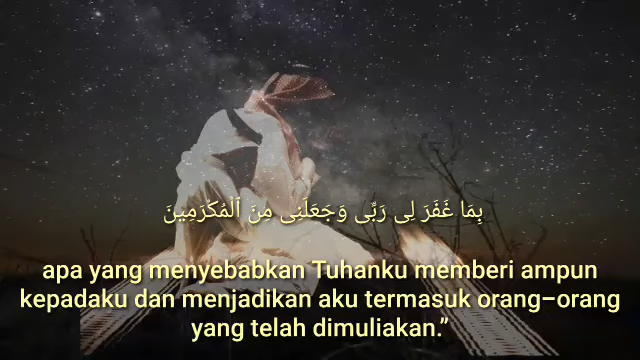 بِمَا غَفَرَ لِى رَبِّى وَجَعَلَنِى مِنَ ٱلْمُكْرَمِينَ
apa yang menyebabkan Tuhanku memberi ampun
kepadaku dan menjadikan aku termasuk orang-orang
yang telah dimuliakan.”